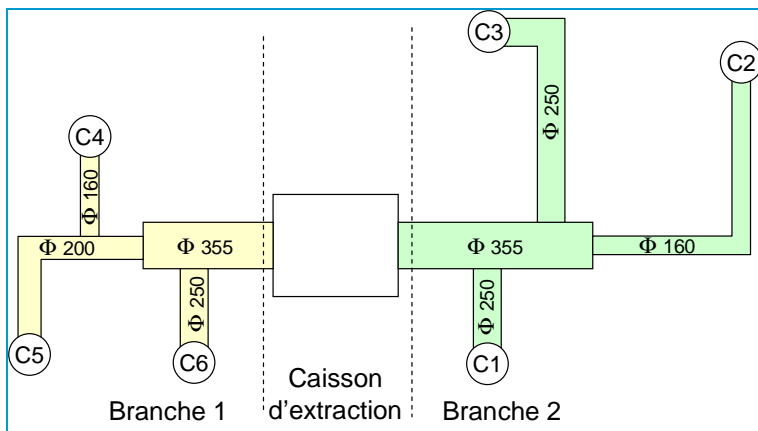 C3
C2
Φ 250
C4
Φ 160
Φ 200
Φ 355
Φ 355
Φ 160
Φ 250
Φ 250
C5
C6
C1
Caisson
d'extraction
Branche 1
Branche 2